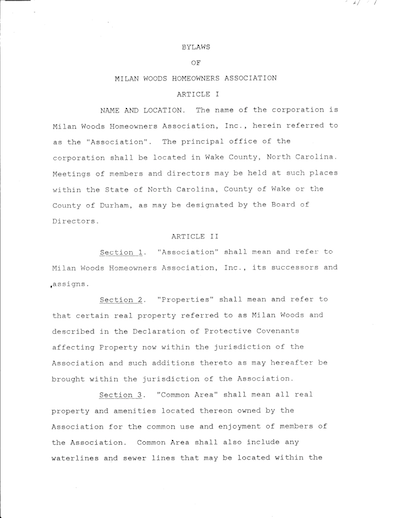 BYLAWS
OF
MILAN WOODS HOMEOWNERS ASSOCIATION
ARTICLE I
NAME AND LOCATION. The name of the corporation is
Milan Woods Homeowners Association, Inc., herein referred to
as the "Association". The principal office of the
corporation shall be located in Wake County, North Carolina.
Meetings of members and directors may be held at such places
within the State of North Carolina, County of Wake or the
County of Durham, as may be designated by the Board of
Directors.
ARTICLE II
Section 1. "Association" shall mean and refer to
Milan Woods Homeowners Association, Inc., its successors and
assigns.
Section 2. "Properties" shall mean and refer to
that certain real property referred to as Milan Woods and
described in the Declaration of Protective Covenants
affecting Property now within the jurisdiction of the
Association and such additions thereto as may hereafter be
brought within the jurisdiction of the Association.
Section 3. "Common Area" shall mean all real
property and amenities located thereon owned by the
Association for the common use and enjoyment of members of
the Association. Common Area shall also include any
waterlines and sewer lines that may be located within the